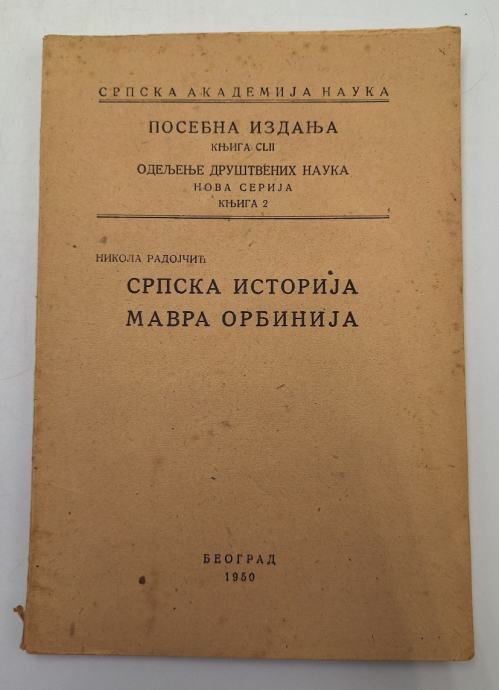 СРПСКА АКАДЕМИЈА НАУКА
ПОСЕБНА ИЗДАЊА
КЊИГА CLII
ОДЕЉЕЊЕ ДРУШТВЕНИХ НАУКА
НОВА СЕРИЈА
КЊИГА 2
НИКОЛА РАДОЈЧИЋ
СРПСКА ИСТОРИЈА
МАВРА ОРБИНИЈА
БЕОГРАД
1950